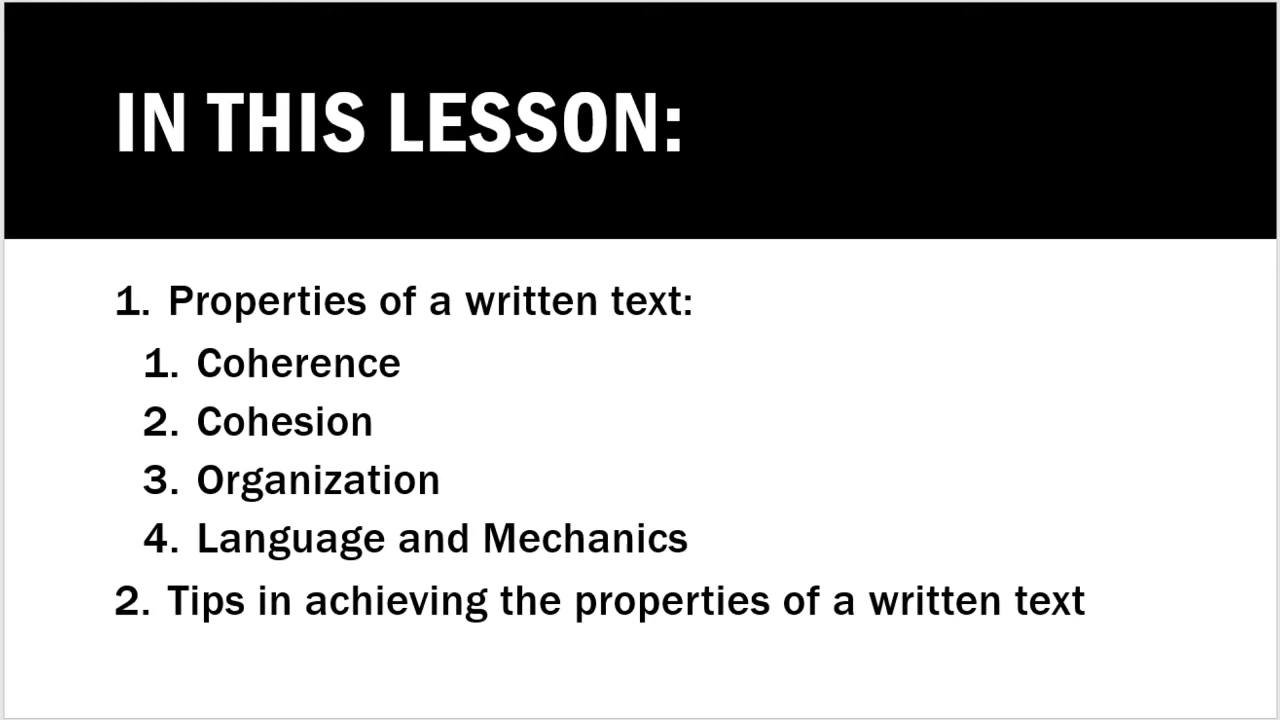 IN THIS LESSON:
1. Properties of a written text:
1. Coherence
2. Cohesion
3. Organization
4. Language and Mechanics
2. Tips in achieving the properties of a written text